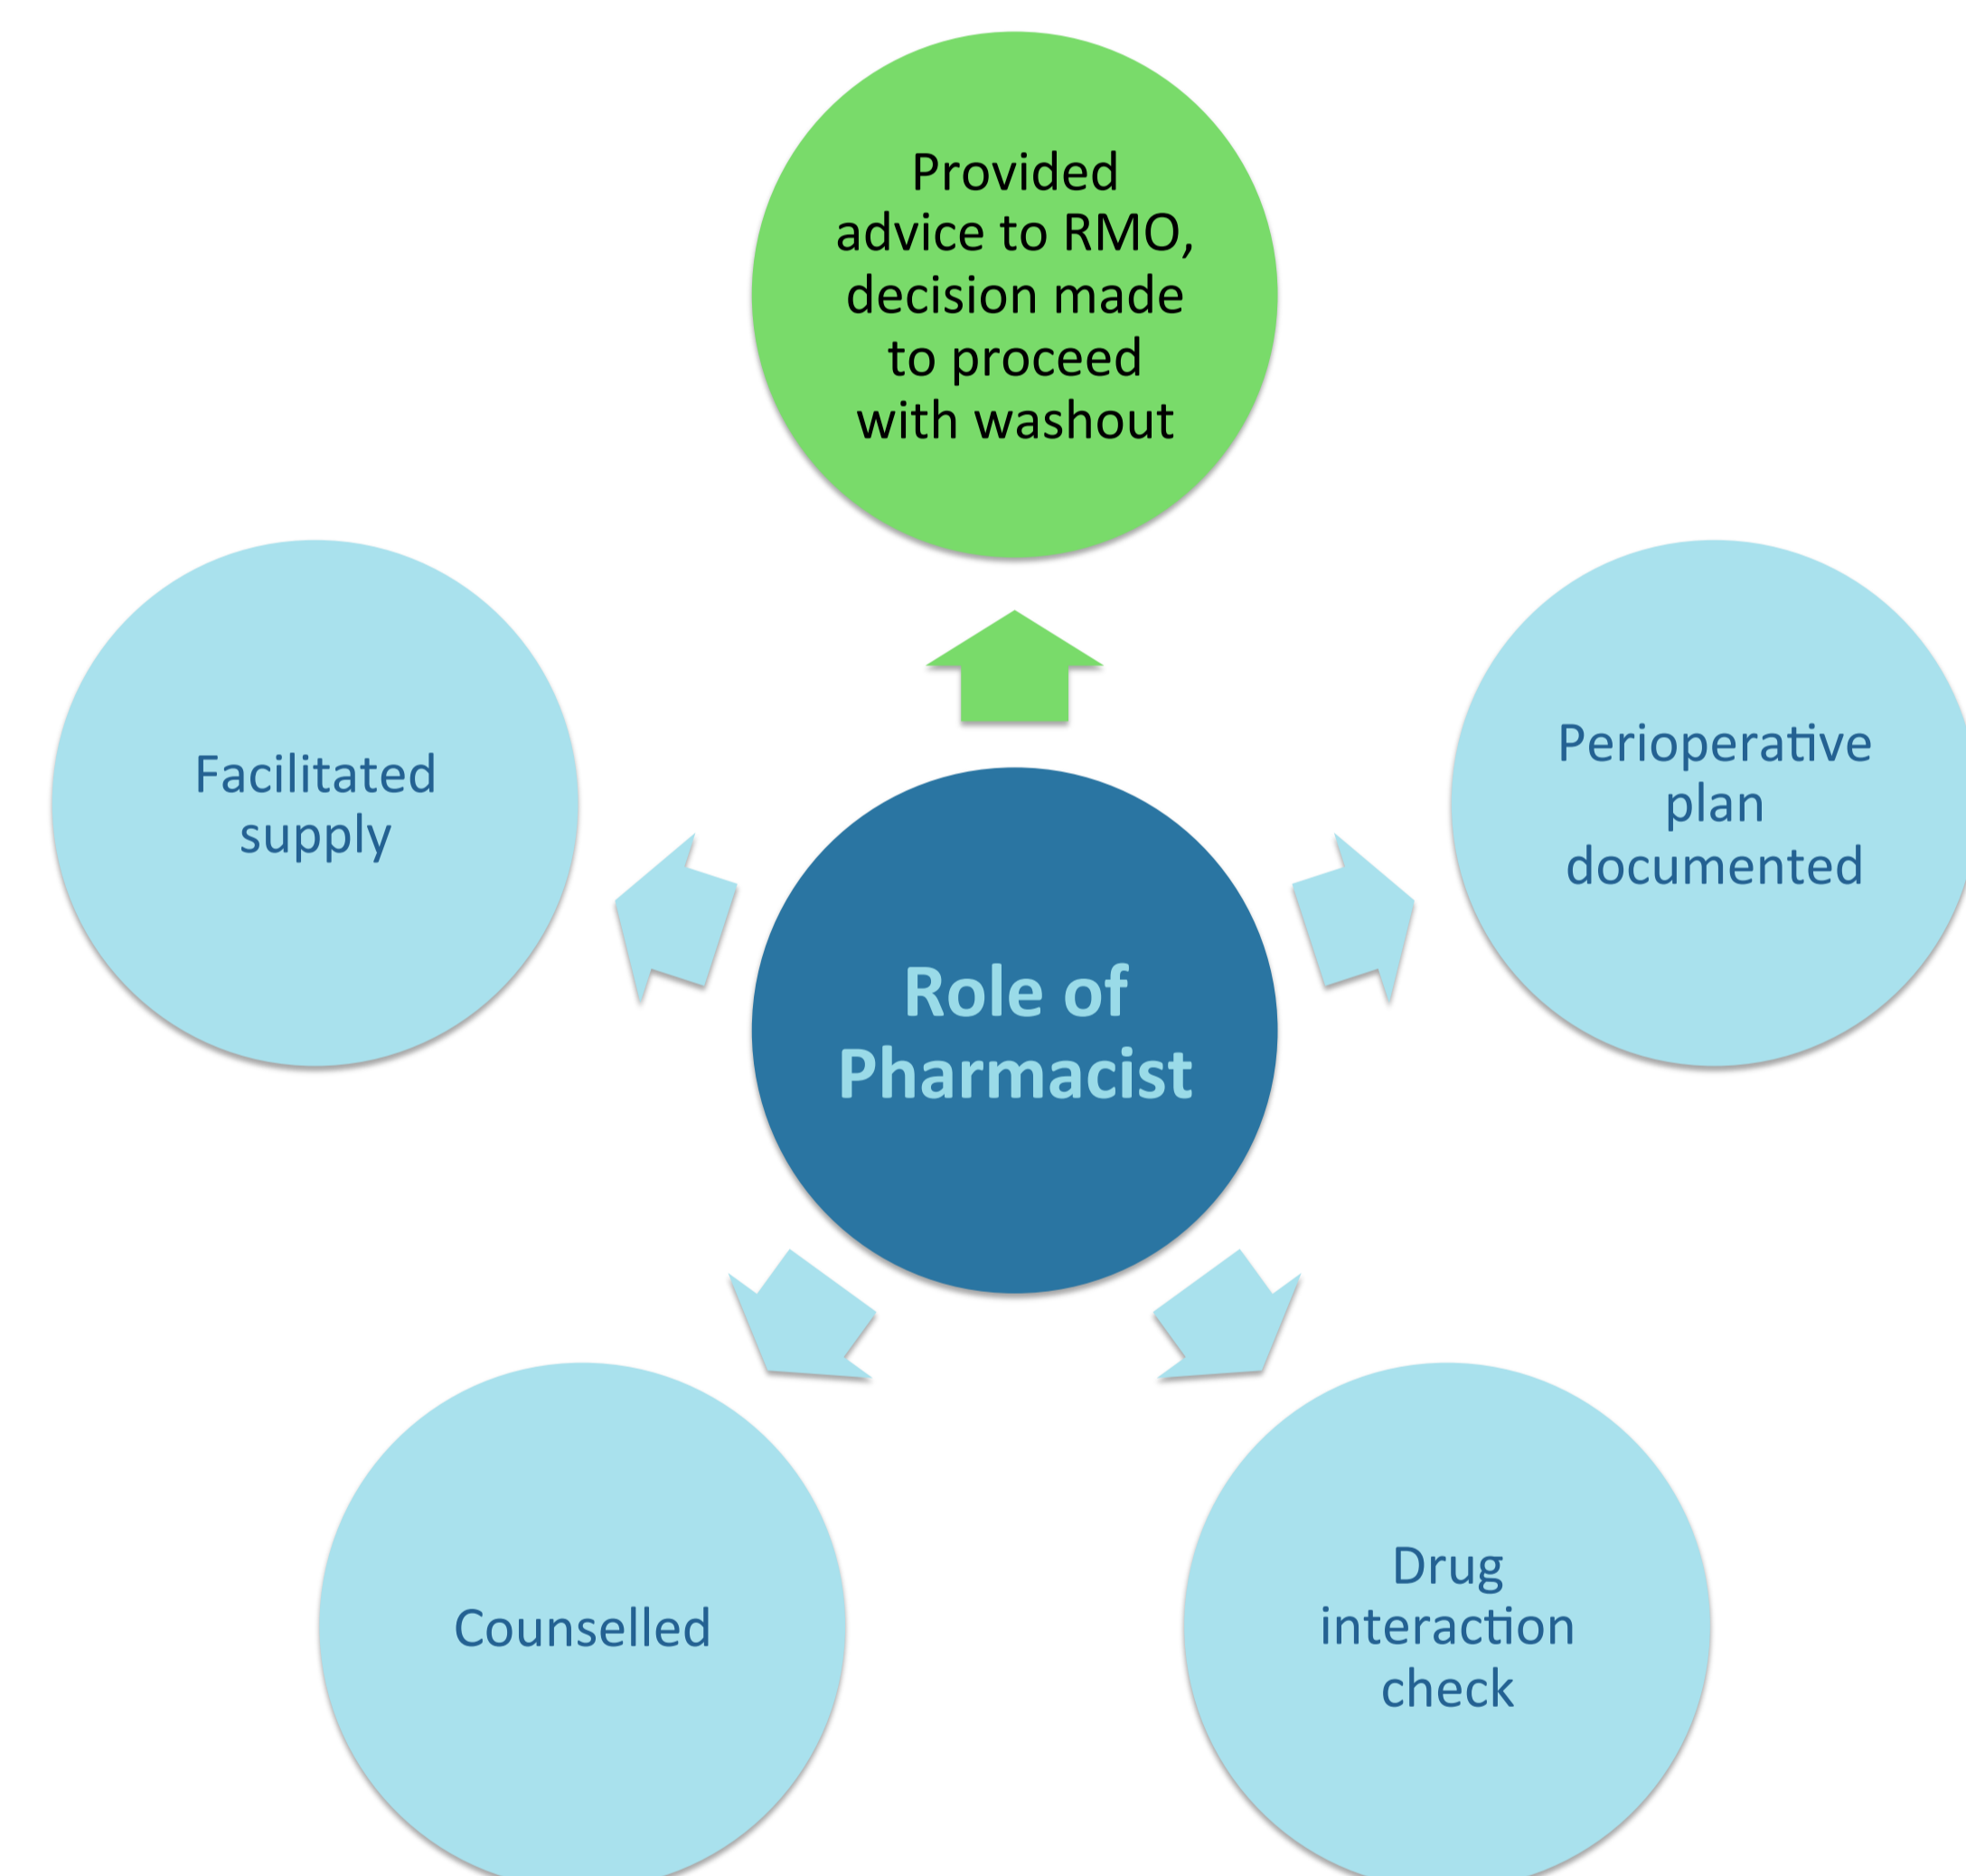 Provided
advice to RMO,
decision made
to proceed
with washout
Facilitated
supply
Perioperative
plan
documented
Role of
Pharmacist
Counselled
Drug
interaction
check